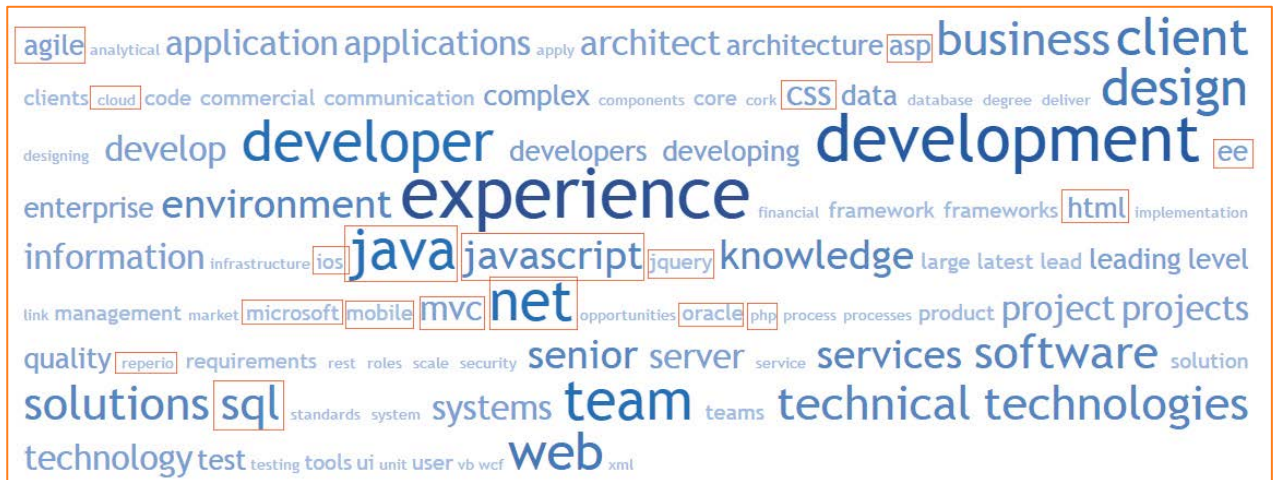 agile analytical application applications apply architect architecture asp business client
clients cloud code commercial communication complex components core cork CSS data database degree deliver design
designing develop developer developers developing development ee
enterprise environment experience financial framework frameworks html implementation
information infrastructure ios java javascript jquery knowledge large latest lead leading level
link management market microsoft mobile mvc net opportunities oracle php process processes product project projects
quality reperio requirements rest roles scale security senior server service services software solution
solutions sql standards system systems team teams technical technologies
technology test testing tools ui unit user vb wcf web xml